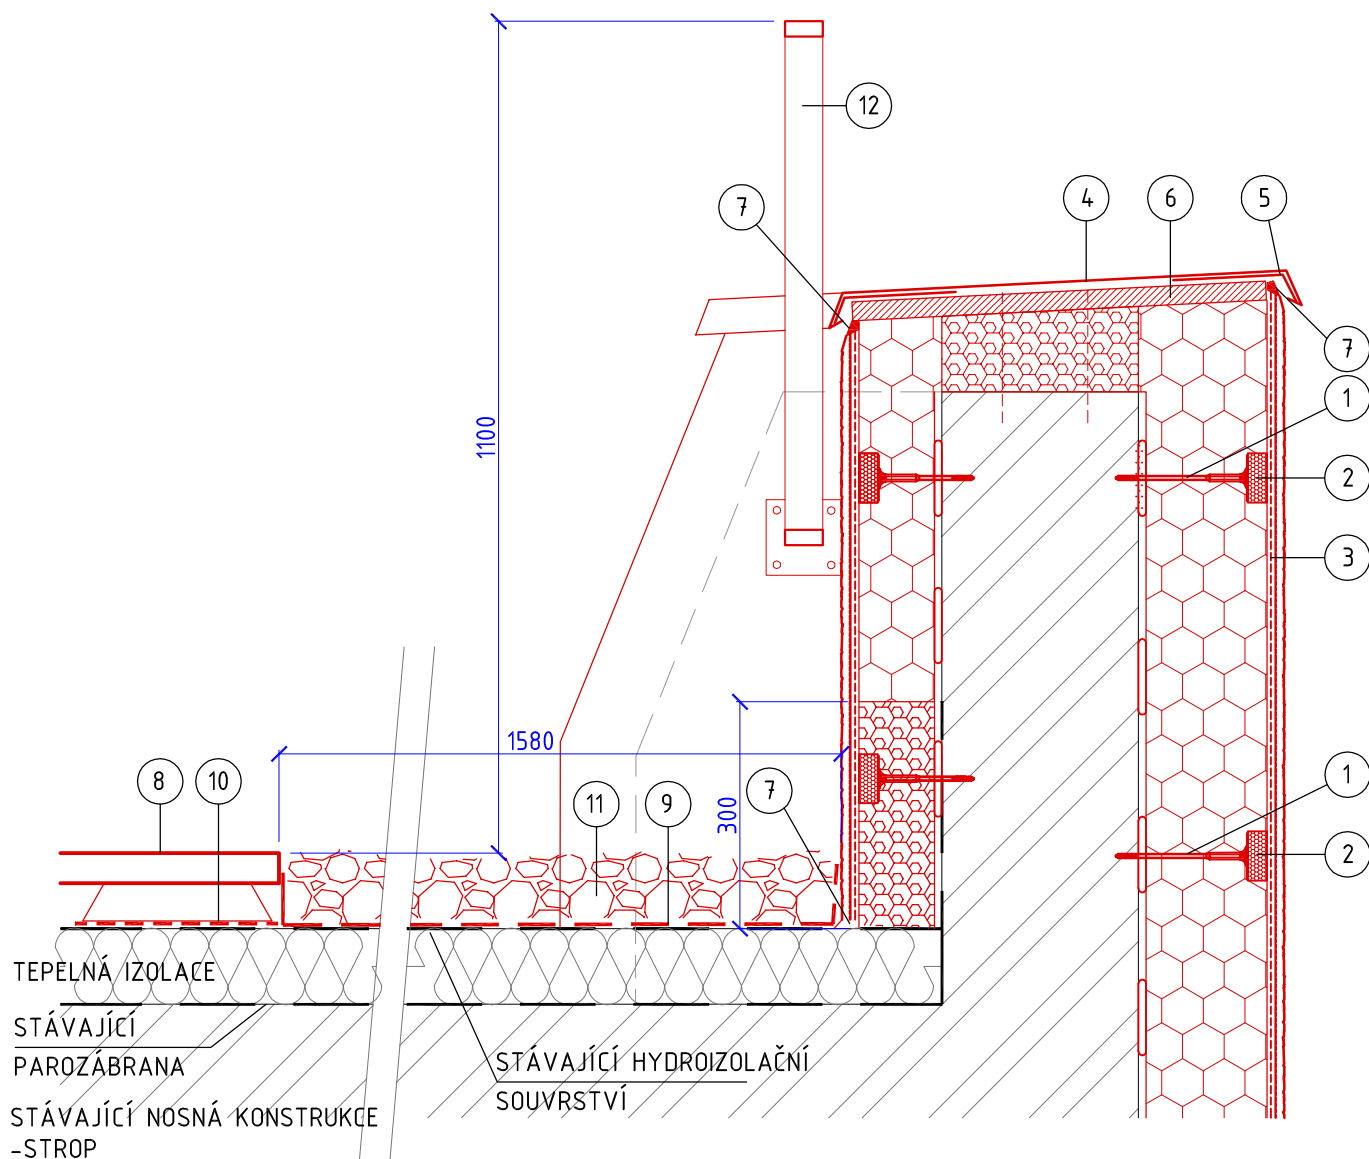 12
7
4
6
5
7
1
1100
2
3
1580
8
10
11
9
7
300
1
2
TEPELNÁ IZOLACE
STÁVAJÍCÍ
PAROZÁBRANA
STÁVAJÍCÍ HYDROIZOLAČNÍ
SOUVRSTVÍ
STÁVAJÍCÍ NOSNÁ KONSTRUKCE
-STROP